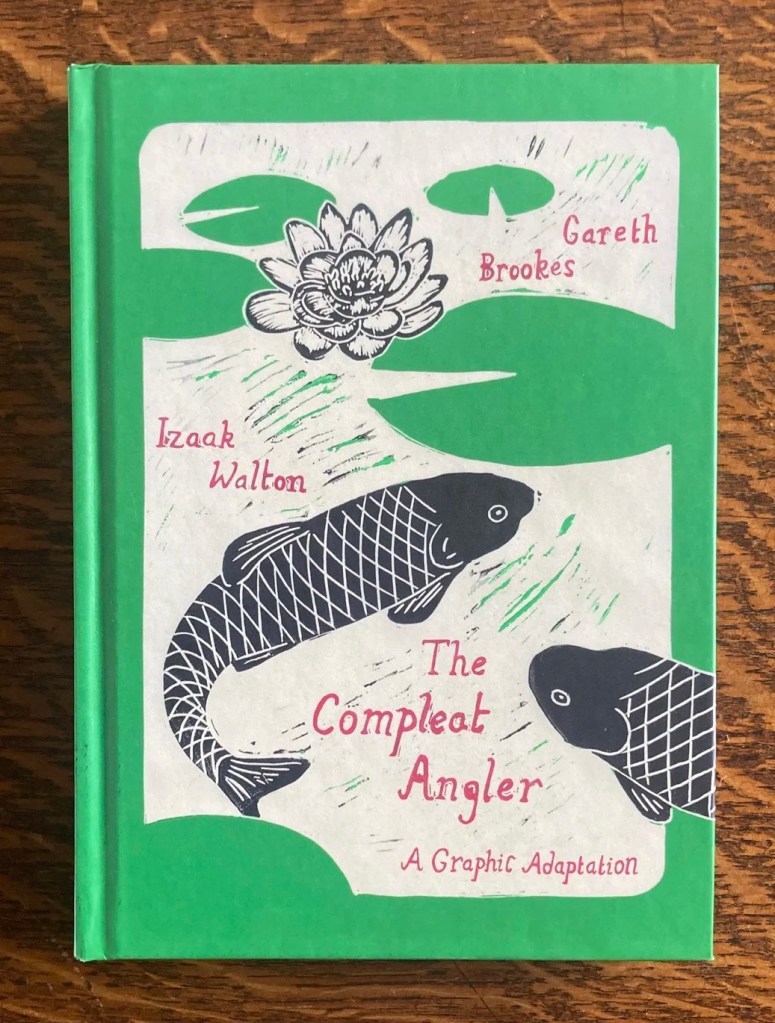 Gareth
Brookes
Izaak
Walton
The
Compleat
Angler
A Graphic Adaptation